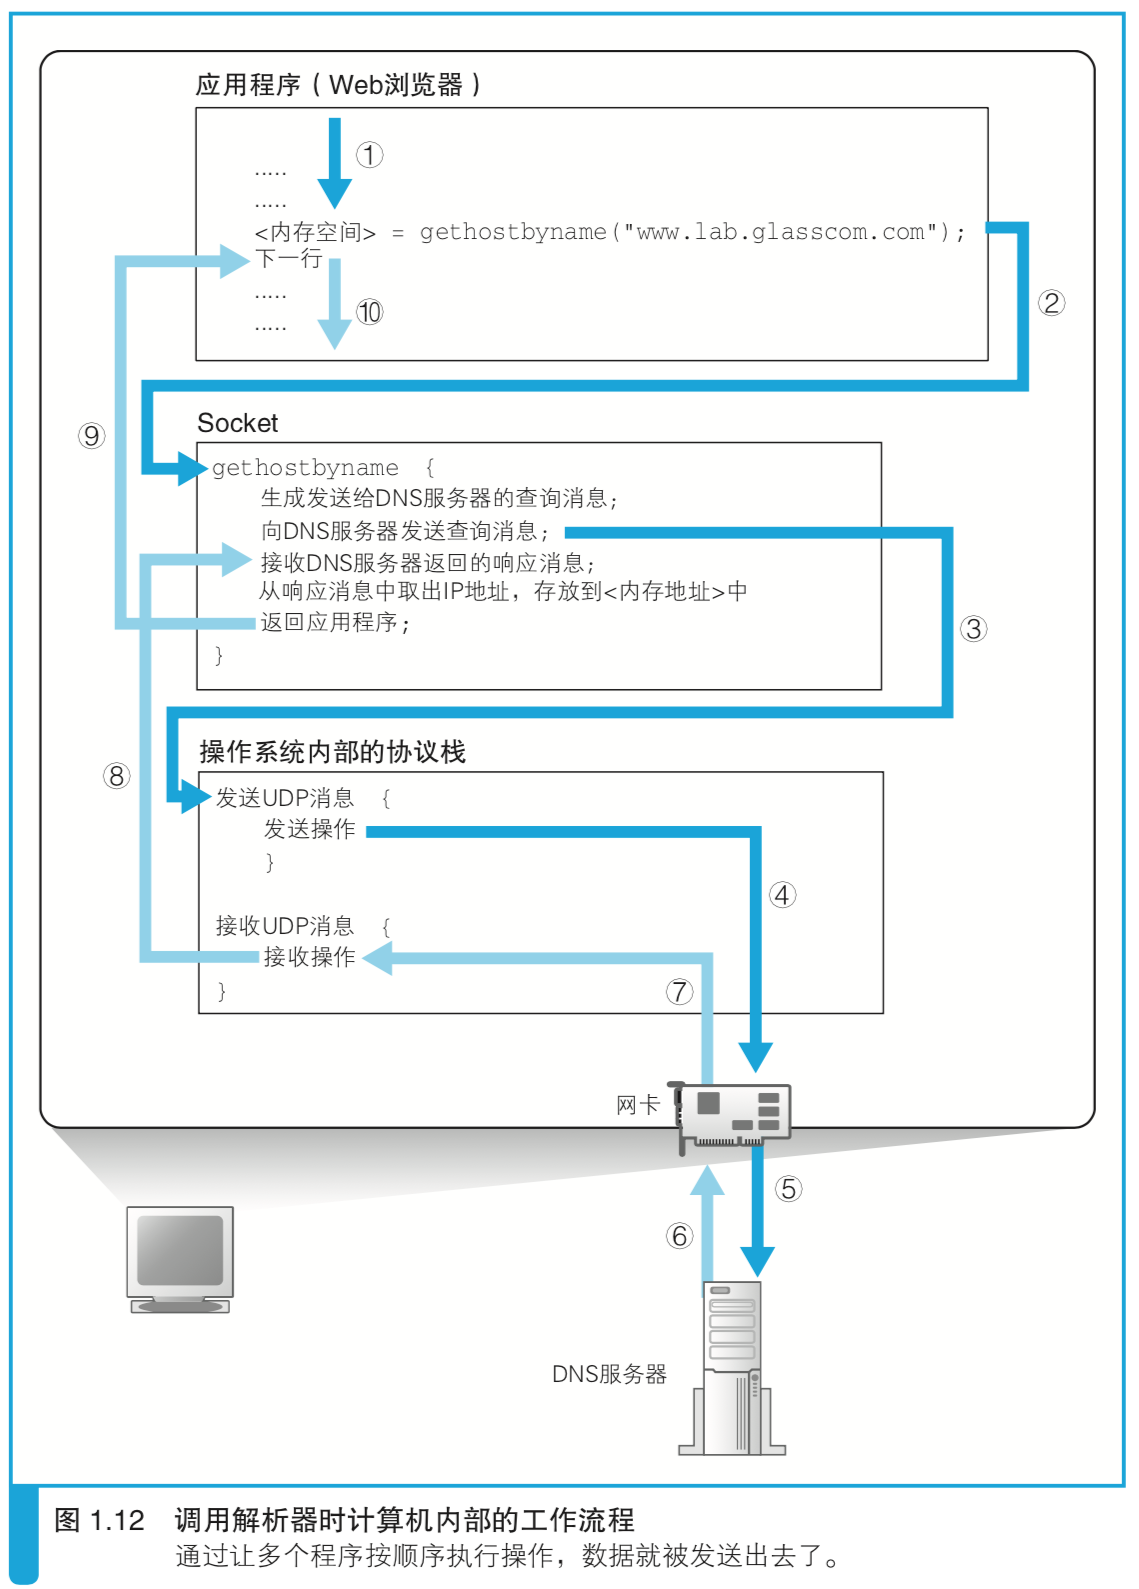 应用程序（Web浏览器）
①
.....
.....
<内存空间> = gethostbyname("www.lab.glasscom.com");
下一行
②
.....
⑩
.....
Socket
⑨
gethostbyname {
生成发送给DNS服务器的查询消息;
向DNS服务器发送查询消息;
接收DNS服务器返回的响应消息;
从响应消息中取出IP地址，存放到<内存地址>中
返回应用程序;
③
}
操作系统内部的协议栈
⑧
发送UDP消息 {
发送操作
}
④
接收UDP消息 {
接收操作
}
⑦
网卡
⑤
⑥
DNS服务器
图 1.12 调用解析器时计算机内部的工作流程
通过让多个程序按顺序执行操作，数据就被发送出去了。